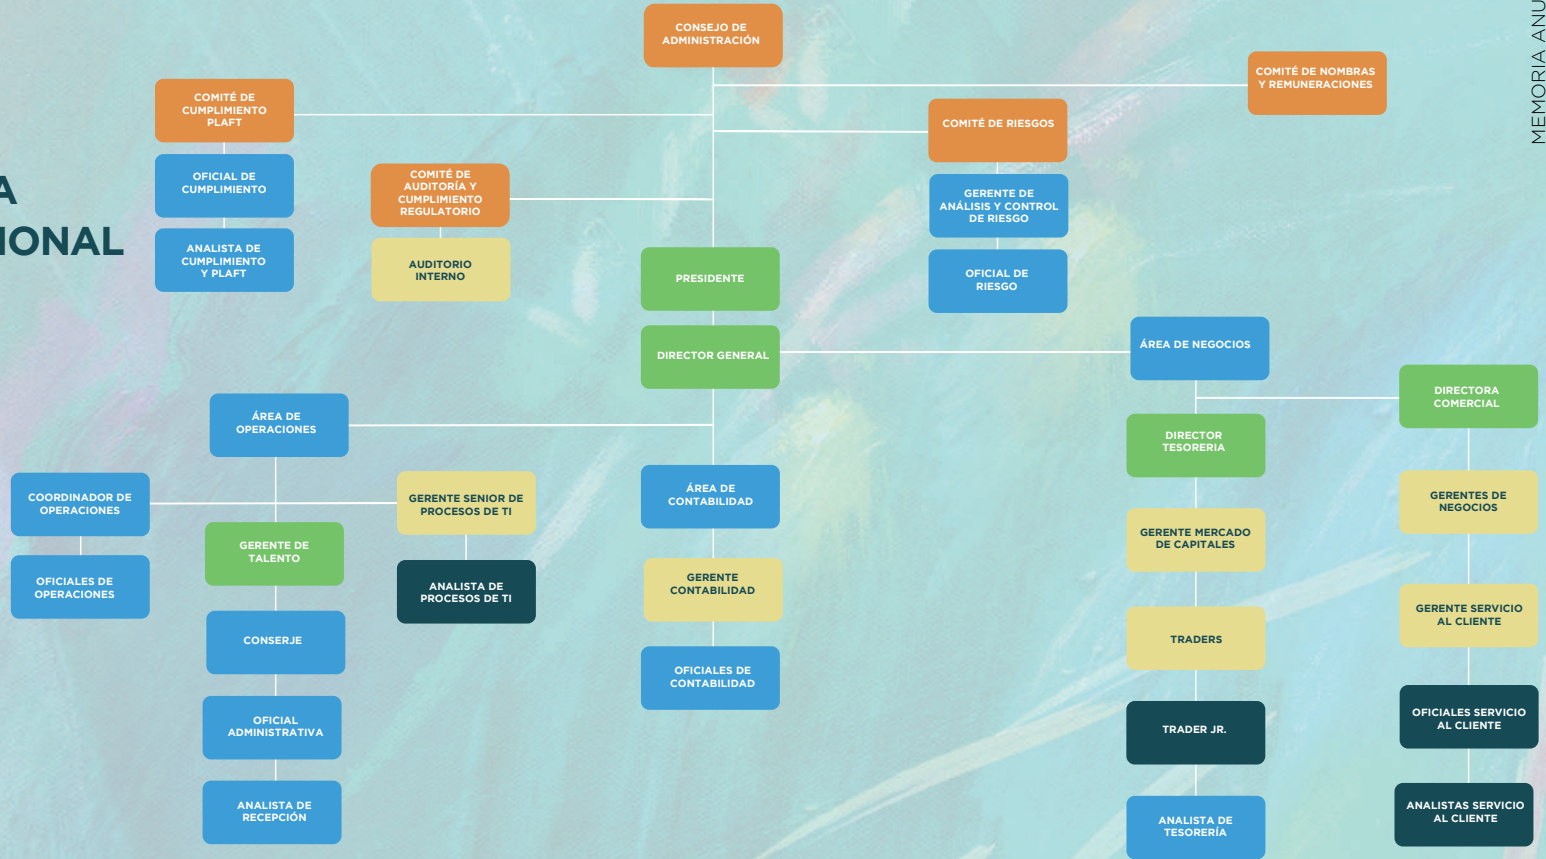 MEMORIA ANU
A
IONAL
CONSEJO DE
ADMINISTRACIÓN
COMITÉ DE NOMBRAS
Y REMUNERACIONES
COMITÉ DE
CUMPLIMIENTO
PLAFT
COMITÉ DE RIESGOS
OFICIAL DE
CUMPLIMIENTO
COMITÉ DE
AUDITORÍA Y
CUMPLIMIENTO
REGULATORIO
GERENTE DE
ANÁLISIS Y CONTROL
DE RIESGO
ANALISTA DE
CUMPLIMIENTO
Y PLAFT
AUDITORIO
INTERNO
PRESIDENTE
OFICIAL DE
RIESGO
DIRECTOR GENERAL
ÁREA DE NEGOCIOS
DIRECTORA
COMERCIAL
ÁREA DE
OPERACIONES
DIRECTOR
TESORERIA
COORDINADOR DE
OPERACIONES
GERENTE SENIOR DE
PROCESOS DE TI
ÁREA DE
CONTABILIDAD
GERENTES DE
NEGOCIOS
GERENTE DE
TALENTO
GERENTE MERCADO
DE CAPITALES
OFICIALES DE
OPERACIONES
ANALISTA DE
PROCESOS DE TI
GERENTE
CONTABILIDAD
GERENTE SERVICIO
AL CLIENTE
CONSERJE
TRADERS
OFICIALES DE
CONTABILIDAD
OFICIAL
ADMINISTRATIVA
TRADER JR.
OFICIALES SERVICIO
AL CLIENTE
ANALISTA DE
RECEPCIÓN
ANALISTA DE
TESORERÍA
ANALISTAS SERVICIO
AL CLIENTE